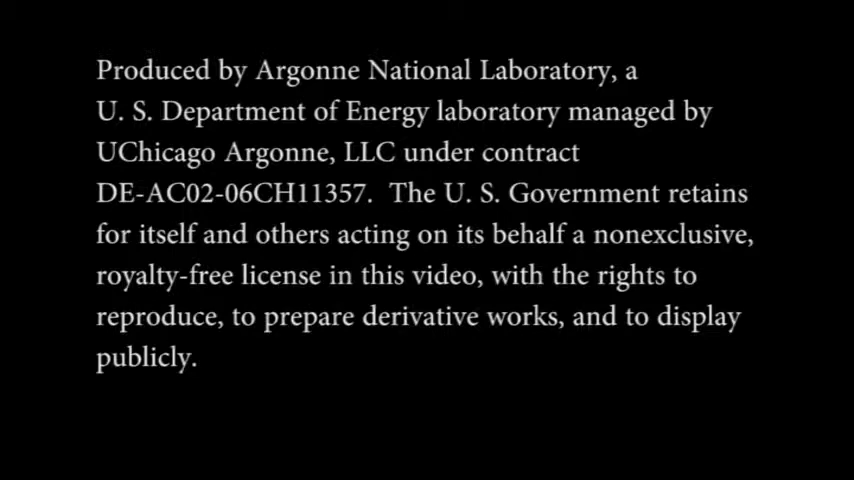 Produced by Argonne National Laboratory, a
U. S. Department of Energy laboratory managed by
UChicago Argonne, LLC under contract
DE-AC02-06CH11357.  The U. S. Government retains
for itself and others acting on its behalf a nonexclusive,
royalty-free license in this video, with the rights to
reproduce, to prepare derivative works, and to display
publicly.